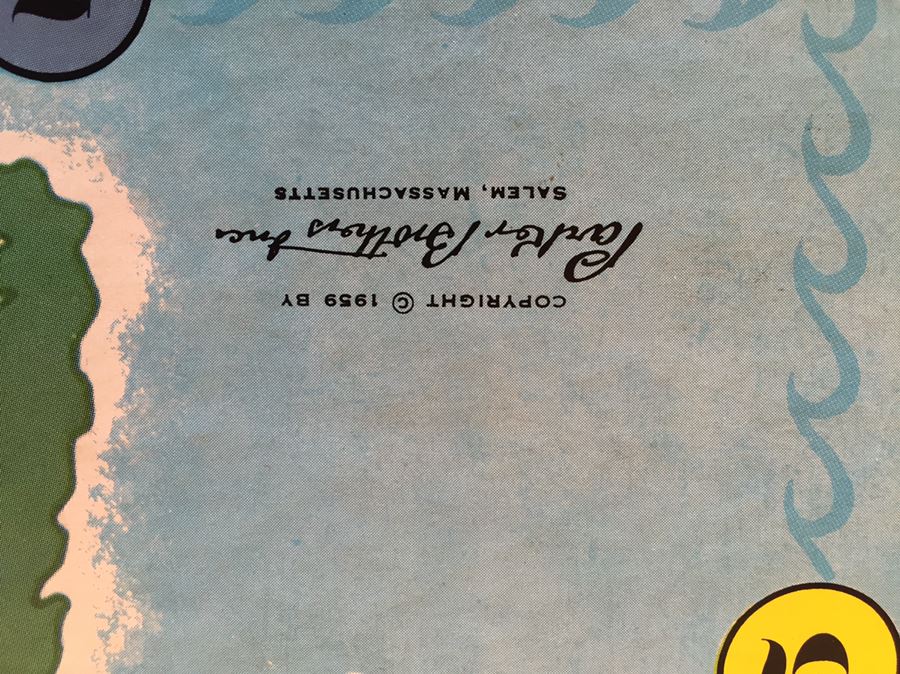 COPYRIGHT © 1959 BY
Parker Brothers Inc
SALEM, MASSACHUSETTS